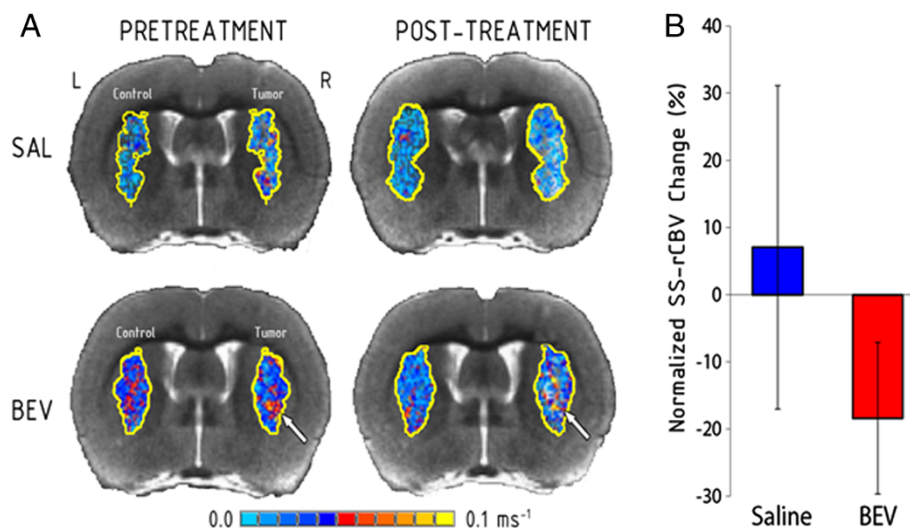 A
PRETREATMENT
POST-TREATMENT
L
R
Control
Tumor
SAL
Control
Tumor
BEV
0.0
0.1 ms⁻¹
B
Normalized SS-rCBV Change (%)
40
30
20
10
0
-10
-20
-30
Saline
BEV